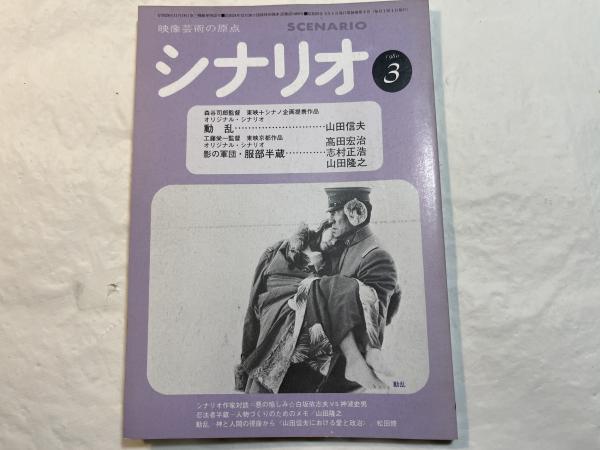 映像芸術の原点
SCENARIO
シナリオ
1980
3
森谷司郎監督 東映+シナノ企画提携作品
オリジナル・シナリオ
動 乱…………………………山田信夫
工藤栄一監督 東映京都作品
オリジナル・シナリオ
高田宏治
影の軍団・服部半蔵…………志村正浩
山田隆之
動乱
シナリオ作家対談―悪の愉しみ☆白坂依志夫VS神波史男
忍法者半蔵―人物づくりのためのメモ/山田隆之
動乱―神と人間の視座から〈山田信夫における愛と政治〉/松田修